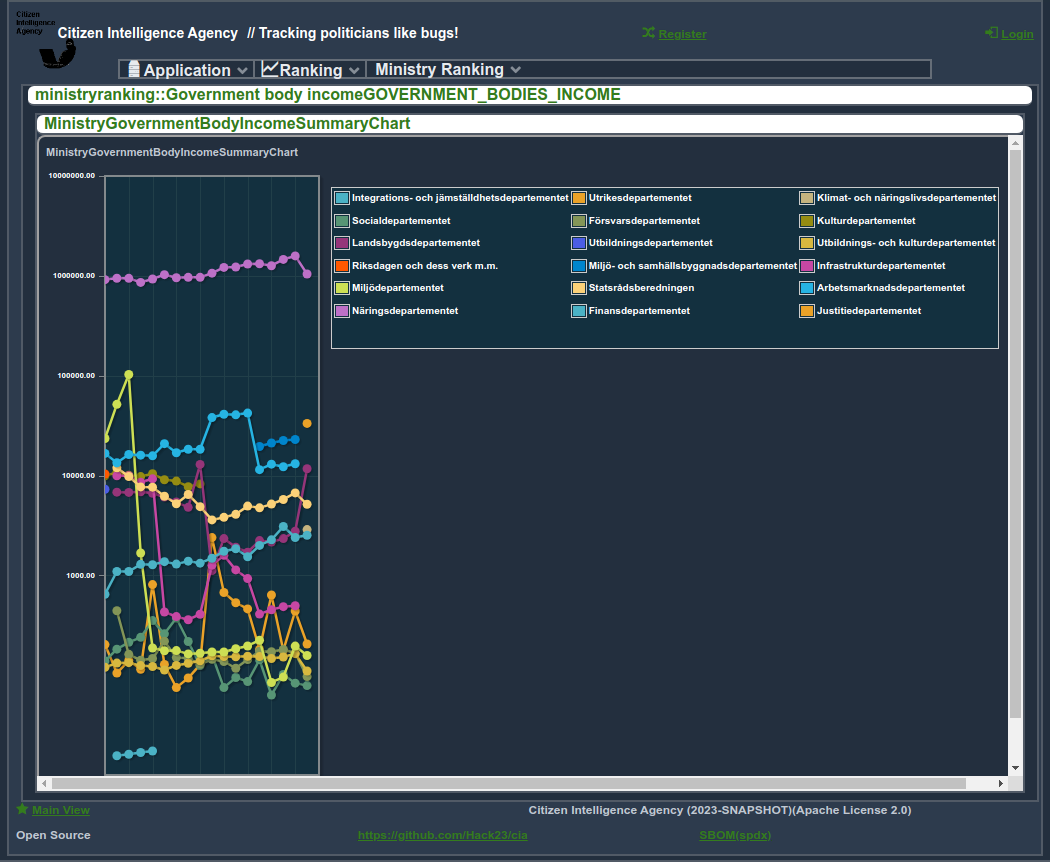 Citizen
Intelligence
Agency
Citizen Intelligence Agency // Tracking politicians like bugs!
Register
Login
Application
Ranking
Ministry Ranking
ministryranking::Government body incomeGOVERNMENT_BODIES_INCOME
MinistryGovernmentBodyIncomeSummaryChart
MinistryGovernmentBodyIncomeSummaryChart
10000000.00
1000000.00
100000.00
10000.00
1000.00
Integrations- och jämställdhetsdepartementet
Utrikesdepartementet
Klimat- och näringslivsdepartementet
Socialdepartementet
Försvarsdepartementet
Kulturdepartementet
Landsbygdsdepartementet
Utbildningsdepartementet
Utbildnings- och kulturdepartementet
Riksdagen och dess verk m.m.
Miljö- och samhällsbyggnadsdepartementet
Infrastrukturdepartementet
Miljödepartementet
Statsrådsberedningen
Arbetsmarknadsdepartementet
Näringsdepartementet
Finansdepartementet
Justitiedepartementet
Main View
Citizen Intelligence Agency (2023-SNAPSHOT)(Apache License 2.0)
Open Source
https://github.com/Hack23/cia
SBOM(spdx)